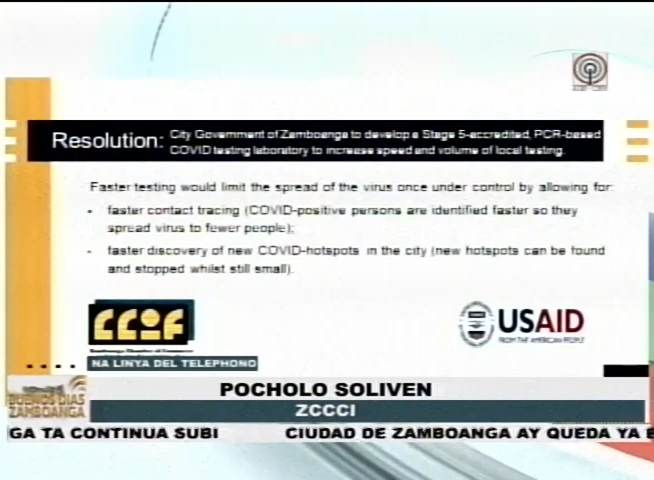 Resolution: City Government of Zamboanga to develop a Stage 5-accredited, PCR-based
COVID testing laboratory to increase speed and volume of local testing.
Faster testing would limit the spread of the virus once under control by allowing for:
- faster contact tracing (COVID-positive persons are identified faster so they
spread virus to fewer people);
- faster discovery of new COVID-hotspots in the city (new hotspots can be found
and stopped whilst still small).
USAID
FROM THE AMERICAN PEOPLE
NA LINYA DEL TELEPHONO
POCHOLO SOLIVEN
BUENOS DIAS
ZAMBOANGA
ZCCCI
GA TA CONTINUA SUBI CIUDAD DE ZAMBOANGA AY QUEDA YA